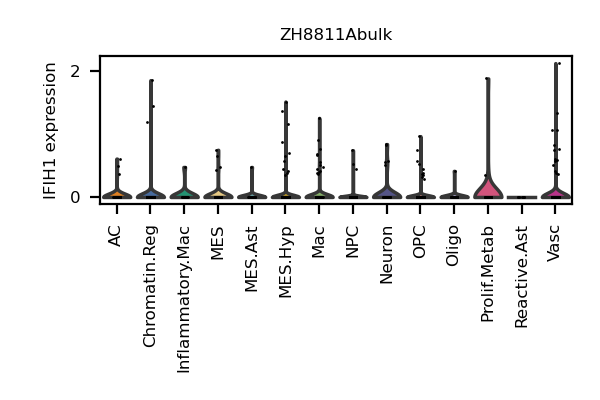 ZH8811Abulk
IFIH1 expression
2
0
AC
Chromatin.Reg
Inflammatory.Mac
MES
MES.Ast
MES.Hyp
Mac
NPC
Neuron
OPC
Oligo
Prolif.Metab
Reactive.Ast
Vasc